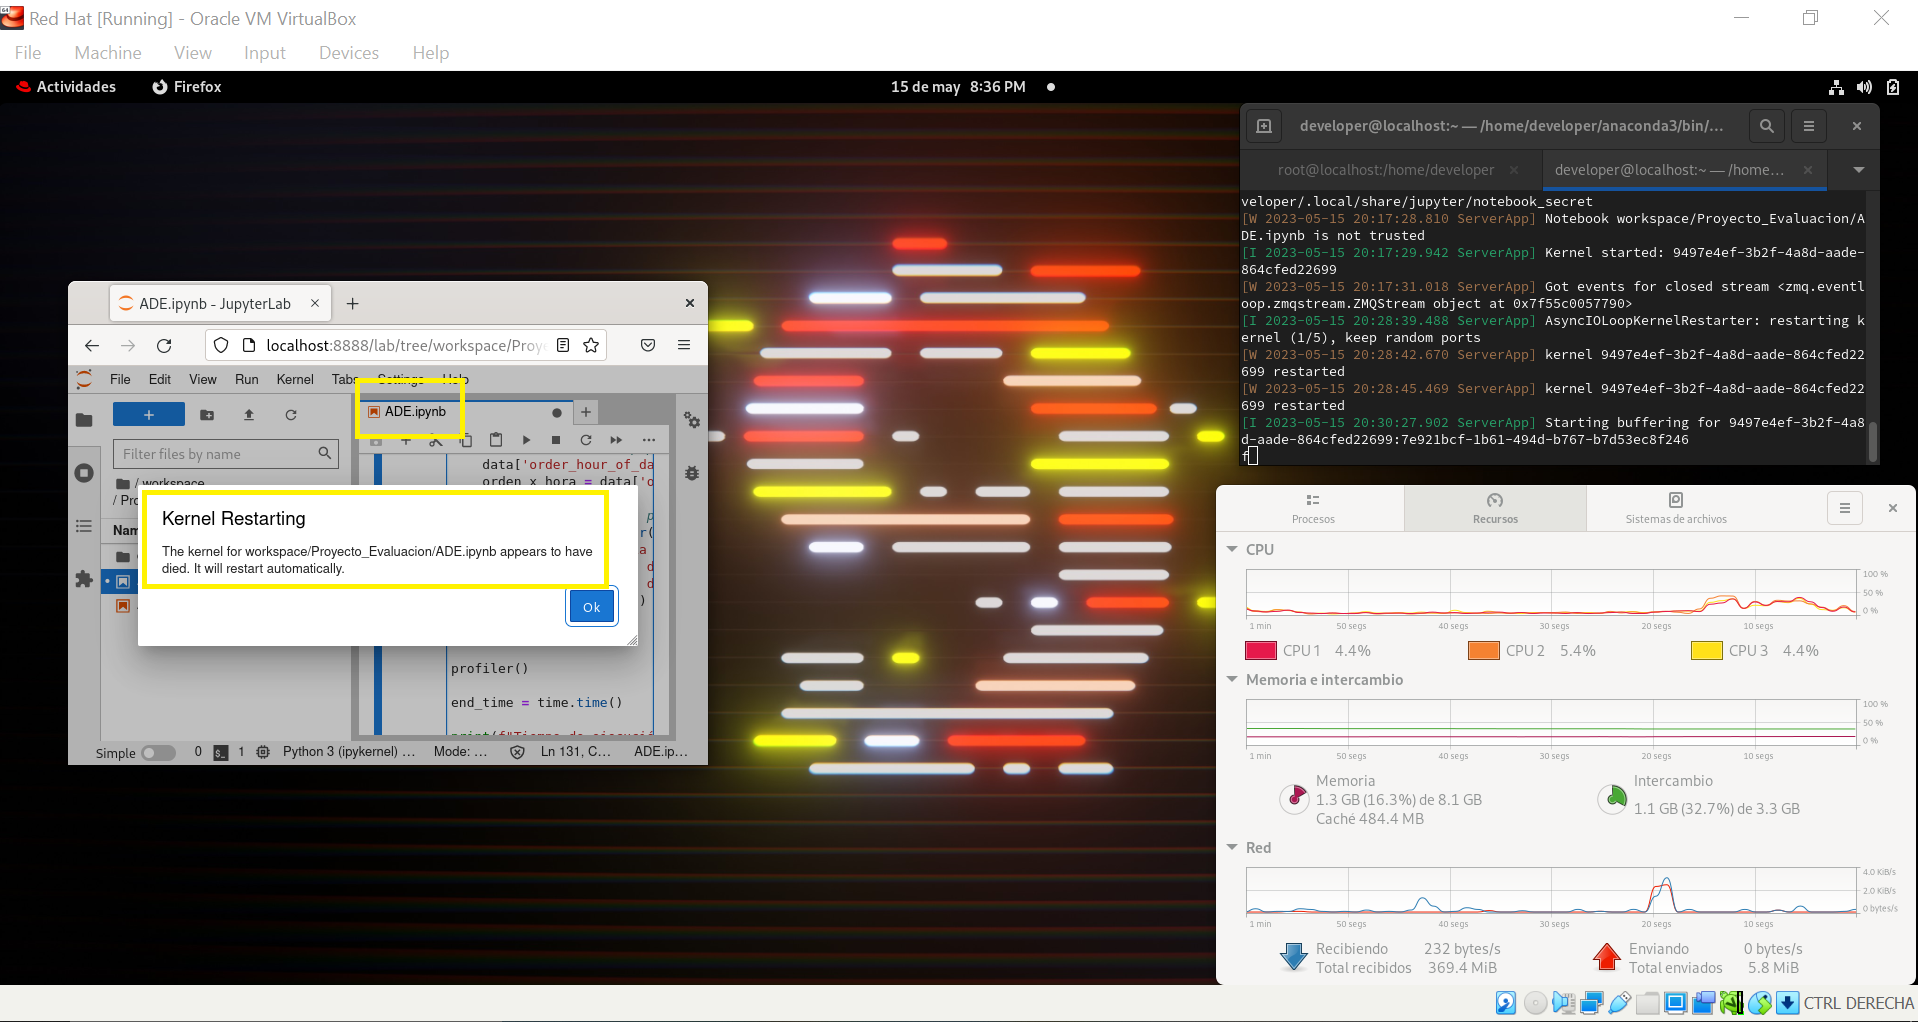 Red Hat [Running] - Oracle VM VirtualBox
File Machine View Input Devices Help
Actividades Firefox 15 de may 8:36 PM
developer@localhost:~ — /home/developer/anaconda3/bin/...
root@localhost:/home/developer developer@localhost:~ — /home...
veloper/.local/share/jupyter/notebook_secret
[W 2023-05-15 20:17:28.810 ServerApp] Notebook workspace/Proyecto_Evaluacion/A
DE.ipynb is not trusted
[I 2023-05-15 20:17:29.942 ServerApp] Kernel started: 9497e4ef-3b2f-4a8d-aade-
864cfed22699
[W 2023-05-15 20:17:31.018 ServerApp] Got events for closed stream <zmq.eventl
oop.zmqstream.ZMQStream object at 0x7f55c0057790>
[I 2023-05-15 20:28:39.488 ServerApp] AsyncIOLoopKernelRestarter: restarting k
ernel (1/5), keep random ports
[W 2023-05-15 20:28:42.670 ServerApp] kernel 9497e4ef-3b2f-4a8d-aade-864cfed22
699 restarted
[W 2023-05-15 20:28:45.469 ServerApp] kernel 9497e4ef-3b2f-4a8d-aade-864cfed22
699 restarted
[I 2023-05-15 20:30:27.902 ServerApp] Starting buffering for 9497e4ef-3b2f-4a8
d-aade-864cfed22699:7e921bcf-1b61-494d-b767-b7d53ec8f246
f
ADE.ipynb - JupyterLab
localhost:8888/lab/tree/workspace/Proye
File Edit View Run Kernel Tabs Settings Help
ADE.ipynb
Filter files by name
/ workspace
/ Pro
Nam
data['order_hour_of_da
orden_x_hora = data['o
Kernel Restarting
The kernel for workspace/Proyecto_Evaluacion/ADE.ipynb appears to have
died. It will restart automatically.
Ok
profiler()
end_time = time.time()
Simple 0 1 Python 3 (ipykernel) ... Mode: ... Ln 131, C... ADE.ip...
Procesos Recursos Sistemas de archivos
CPU
100 %
50 %
0 %
1 min 50 segs 40 segs 30 segs 20 segs 10 segs
CPU 1 4.4% CPU 2 5.4% CPU 3 4.4%
Memoria e intercambio
100 %
50 %
0 %
1 min 50 segs 40 segs 30 segs 20 segs 10 segs
Memoria
1.3 GB (16.3%) de 8.1 GB
Caché 484.4 MB
Intercambio
1.1 GB (32.7%) de 3.3 GB
Red
4.0 KiB/s
2.0 KiB/s
0 bytes/s
1 min 50 segs 40 segs 30 segs 20 segs 10 segs
Recibiendo 232 bytes/s
Total recibidos 369.4 MiB
Enviando 0 bytes/s
Total enviados 5.8 MiB
CTRL DERECHA